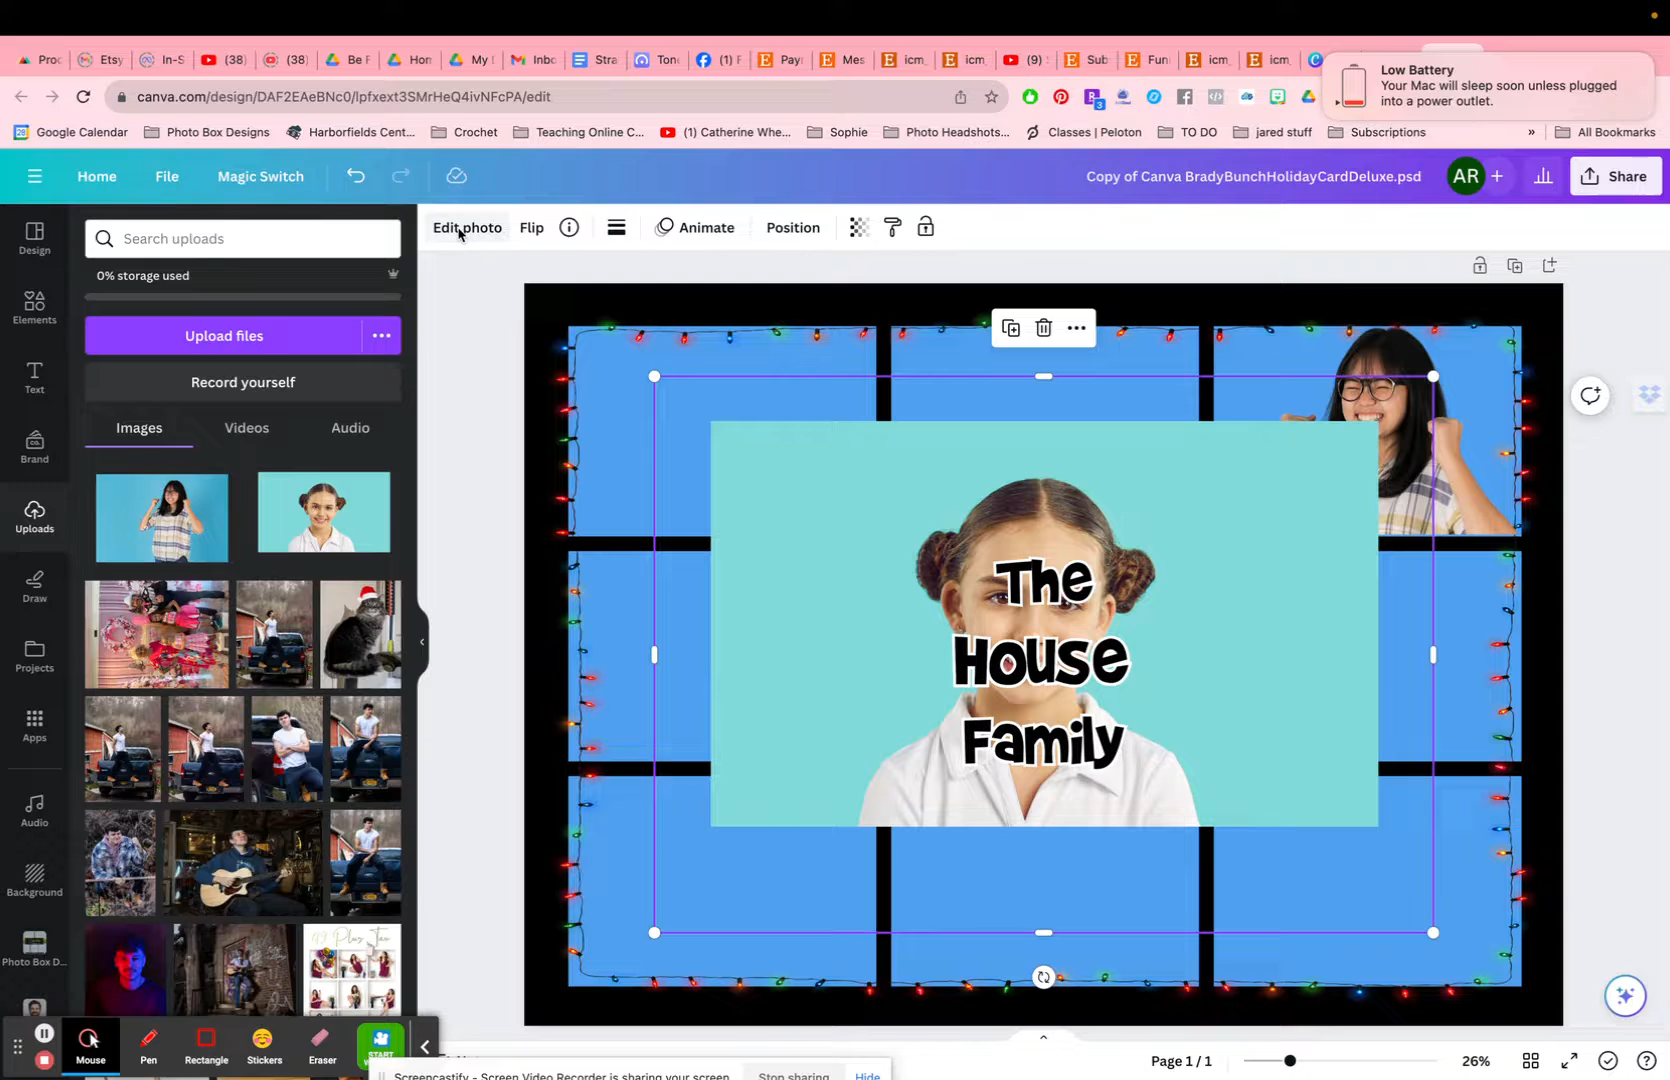 Proc
Etsy
In-S
(38)
(38)
Be F
Hom
My D
Inbo
Stra
Tone
(1) F
Payr
Mes
icm
icm
(9)
Sub
Fun
icm
icm
Low Battery
Your Mac will sleep soon unless plugged
into a power outlet.
canva.com/design/DAF2EAeBNc0/lpfxext3SMrHeQ4ivNFcPA/edit
Google Calendar
Photo Box Designs
Harborfields Cent...
Crochet
Teaching Online C...
(1) Catherine Whe...
Sophie
Photo Headshots...
Classes | Peloton
TO DO
jared stuff
Subscriptions
»
All Bookmarks
Home
File
Magic Switch
Copy of Canva BradyBunchHolidayCardDeluxe.psd
AR
+
Share
Design
Elements
Text
Brand
Uploads
Draw
Projects
Apps
Audio
Background
Photo Box D...
Search uploads
0% storage used
Upload files
Record yourself
Images
Videos
Audio
Edit photo
Flip
Animate
Position
The
House
Family
Mouse
Pen
Rectangle
Stickers
Eraser
START
Screencastify - Screen Video Recorder is sharing your screen.
Stop sharing
Hide
Page 1 / 1
26%